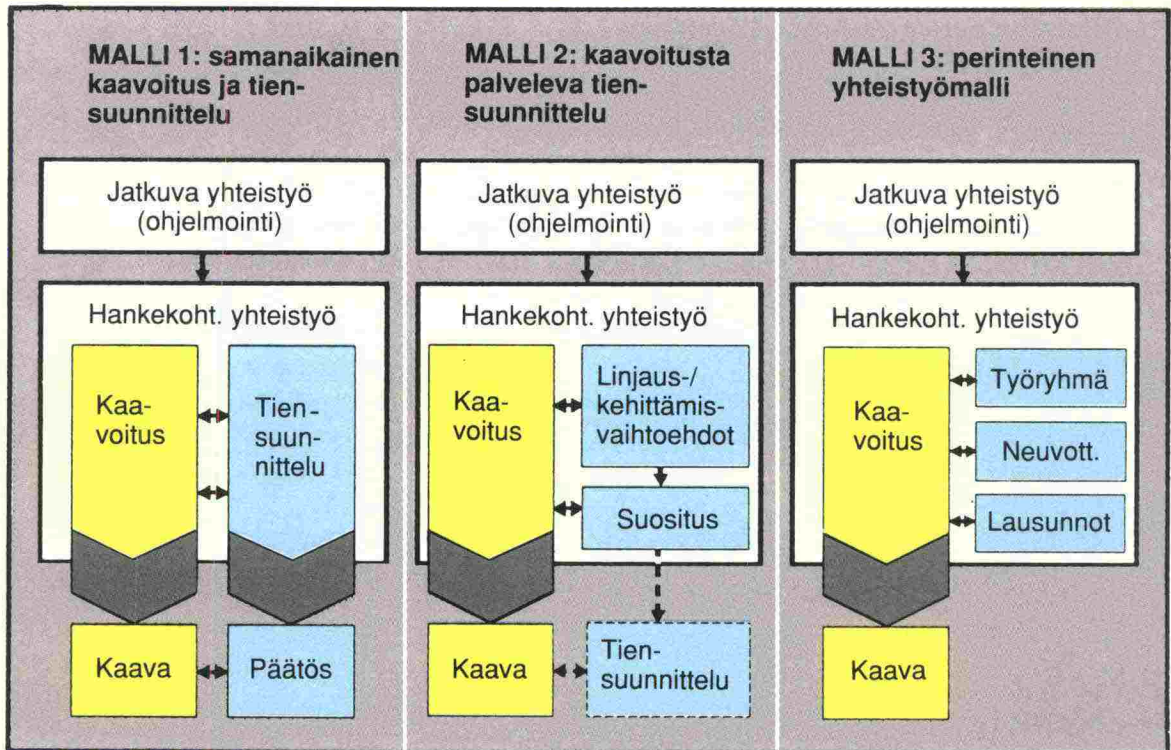 MALLI 1: samanaikainen
kaavoitus ja tien-
suunnittelu
Jatkuva yhteistyö
(ohjelmointi)
Hankekoht. yhteistyö
Kaa-
voitus
Tien-
suun-
nittelu
Kaava
Päätös
MALLI 2: kaavoitusta
palveleva tien-
suunnittelu
Jatkuva yhteistyö
(ohjelmointi)
Hankekoht. yhteistyö
Kaa-
voitus
Linjaus-/
kehittämis-
vaihtoehdot
Suositus
Kaava
Tien-
suunnittelu
MALLI 3: perinteinen
yhteistyömalli
Jatkuva yhteistyö
(ohjelmointi)
Hankekoht. yhteistyö
Kaa-
voitus
Työryhmä
Neuvott.
Lausunnot
Kaava